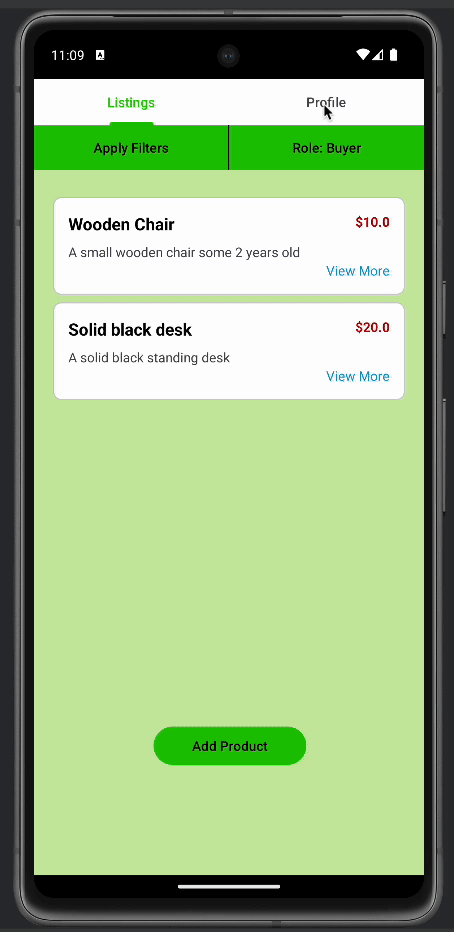 11:09 A
Listings Profile
Apply Filters Role: Buyer
Wooden Chair $10.0
A small wooden chair some 2 years old
View More
Solid black desk $20.0
A solid black standing desk
View More
Add Product